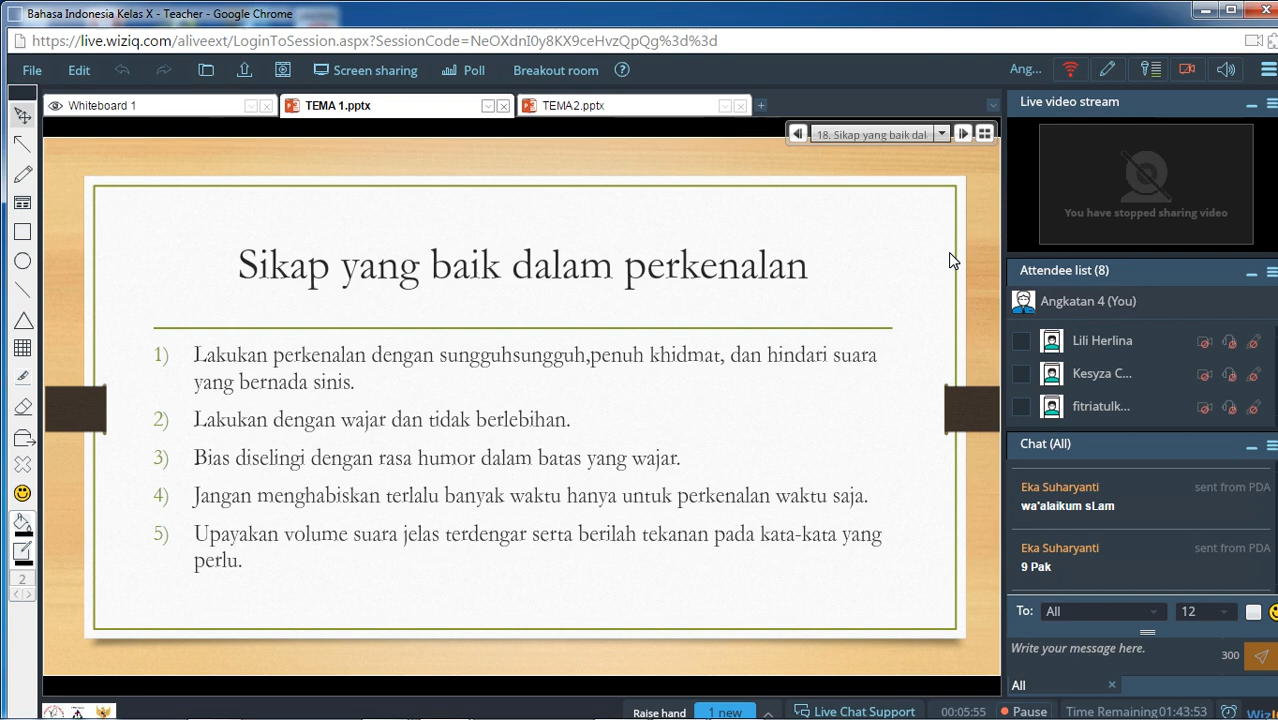 Bahasa Indonesia Kelas X - Teacher - Google Chrome
https://live.wiziq.com/aliveext/LoginToSession.aspx?SessionCode=NeOXdnI0y8KX9ceHvzQpQg%3d%3d
File Edit Screen sharing Poll Breakout room Ang...
Whiteboard 1 TEMA 1.pptx TEMA2.pptx
18. Sikap yang baik dal
Sikap yang baik dalam perkenalan
1) Lakukan perkenalan dengan sungguhsungguh,penuh khidmat, dan hindari suara
yang bernada sinis.
2) Lakukan dengan wajar dan tidak berlebihan.
3) Bias diselingi dengan rasa humor dalam batas yang wajar.
4) Jangan menghabiskan terlalu banyak waktu hanya untuk perkenalan waktu saja.
5) Upayakan volume suara jelas terdengar serta berilah tekanan pada kata-kata yang
perlu.
2
Live video stream
You have stopped sharing video
Attendee list (8)
Angkatan 4 (You)
Lili Herlina
Kesyza C...
fitriatulk...
Chat (All)
Eka Suharyanti sent from PDA
wa'alaikum sLam
Eka Suharyanti sent from PDA
9 Pak
To: All 12
Write your message here. 300
All
Raise hand 1 new Live Chat Support 00:05:55 Pause Time Remaining 01:43:53 WizI